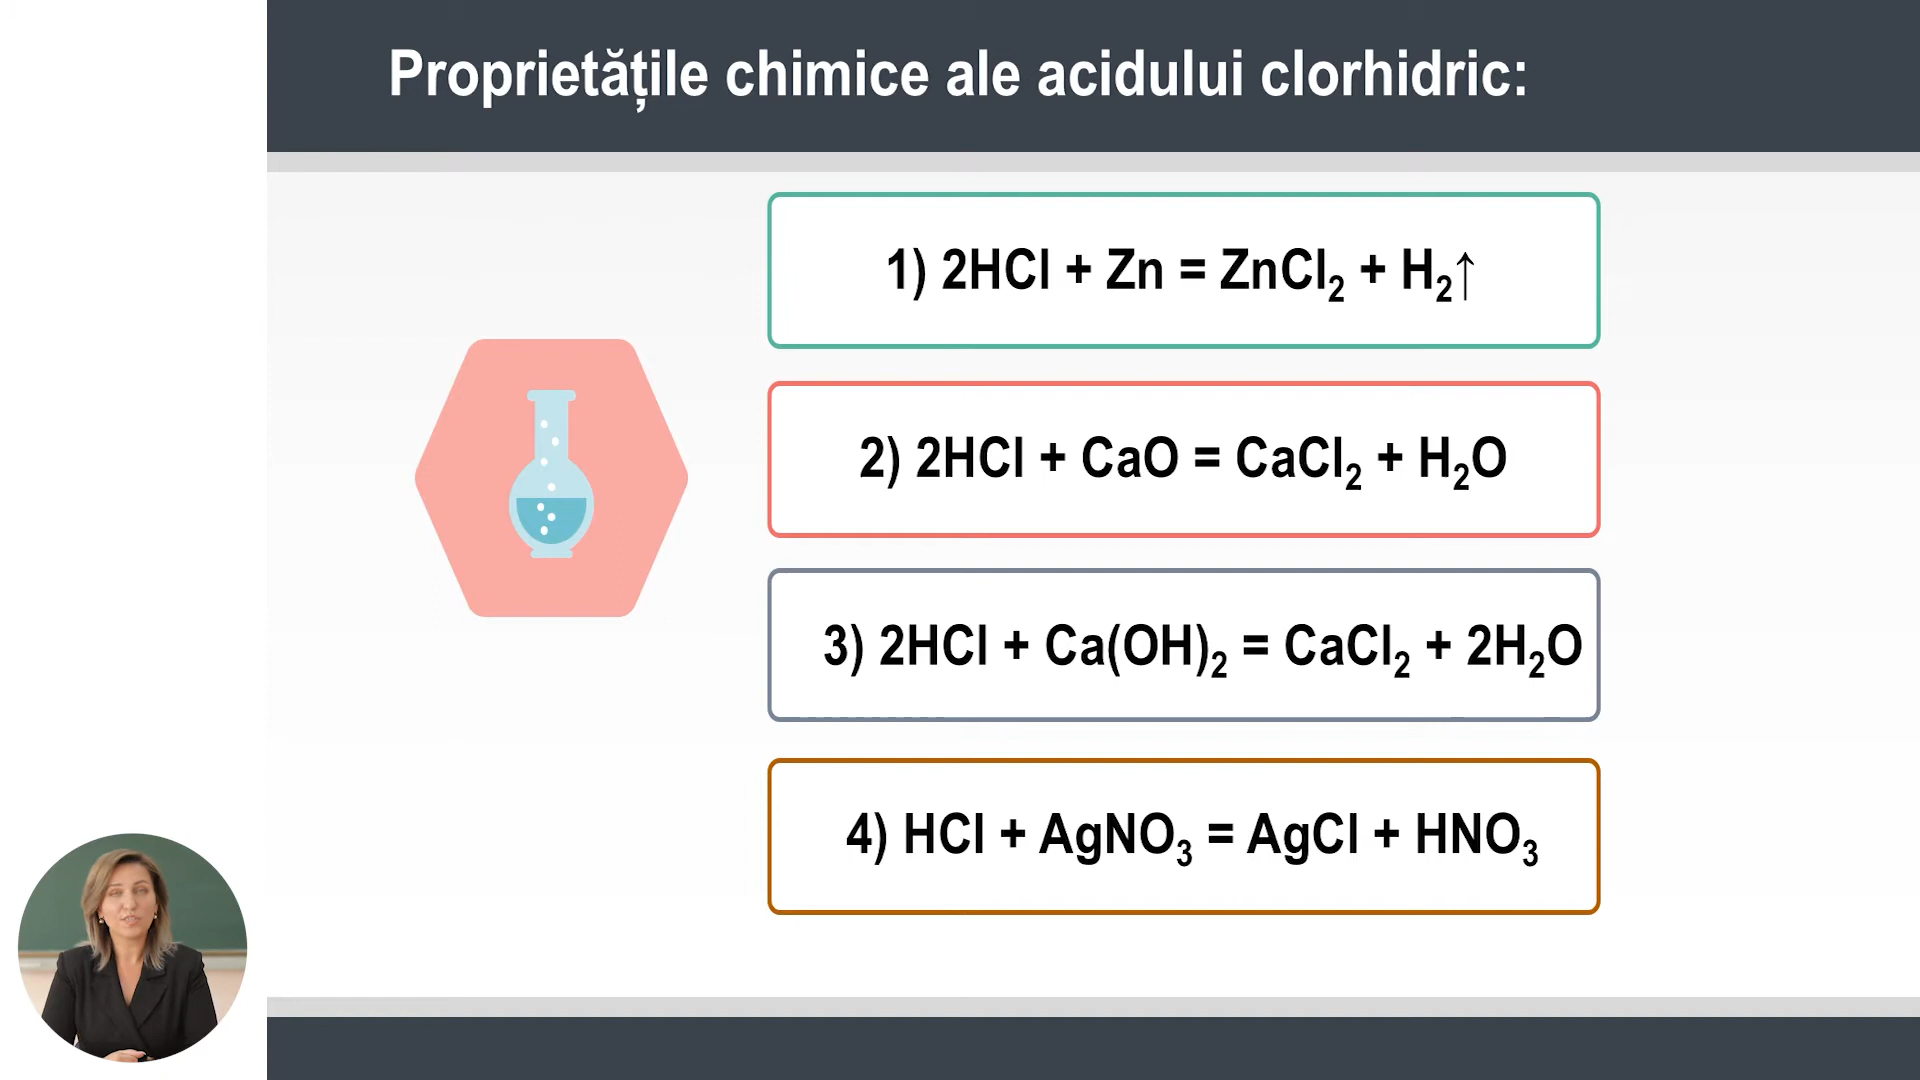 Proprietățile chimice ale acidului clorhidric:
1) 2HCl + Zn = ZnCl₂ + H₂↑
2) 2HCl + CaO = CaCl₂ + H₂O
3) 2HCl + Ca(OH)₂ = CaCl₂ + 2H₂O
4) HCl + AgNO₃ = AgCl + HNO₃